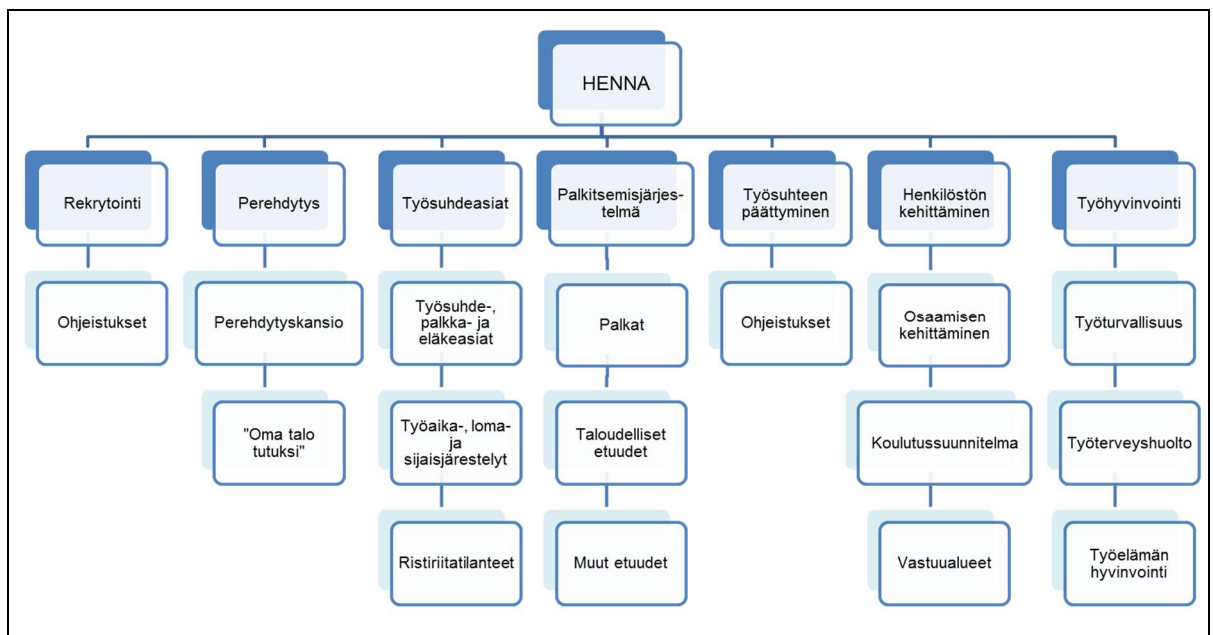 HENNA
Rekrytointi
Perehdytys
Työsuhdeasiat
Palkitsemisjärjes-
telmä
Työsuhteen
päättyminen
Henkilöstön
kehittäminen
Työhyvinvointi
Ohjeistukset
Perehdytyskansio
Työsuhde-,
palkka- ja
eläkeasiat
Palkat
Ohjeistukset
Osaamisen
kehittäminen
Työturvallisuus
"Oma talo
tutuksi"
Työaika-, loma-
ja
sijaisjärestelyt
Taloudelliset
etuudet
Koulutussuunnitelma
Työterveyshuolto
Ristiriitatilanteet
Muut etuudet
Vastuualueet
Työelämän
hyvinvointi